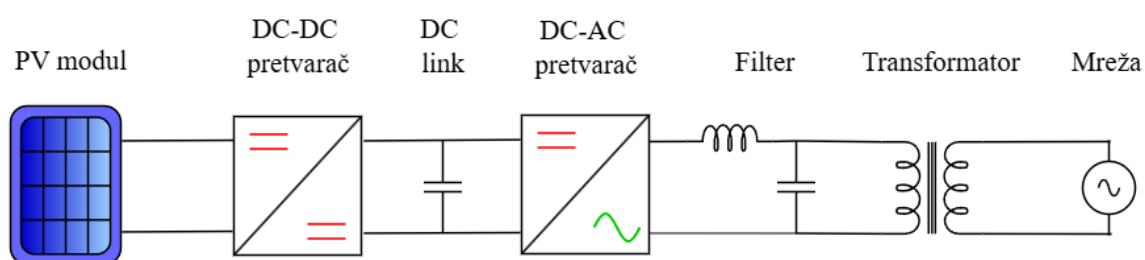 PV modul
DC-DC
pretvarač
DC
link
DC-AC
pretvarač
Filter
Transformator
Mreža